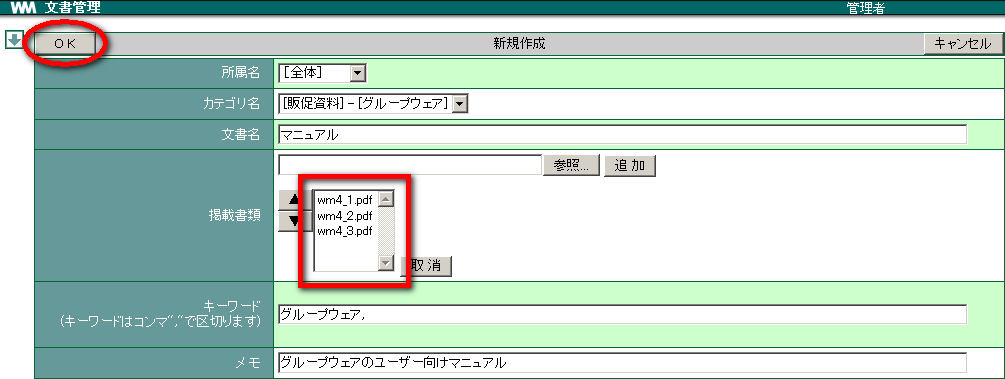 WM 文書管理 管理者
OK 新規作成 キャンセル
所属名 [全体]
カテゴリ名 [販促資料]-[グループウェア]
文書名 マニュアル
参照... 追加
掲載書類
▲
▼
wm4_1.pdf
wm4_2.pdf
wm4_3.pdf
取消
キーワード
(キーワードはコンマ“,”で区切ります)
グループウェア,
メモ グループウェアのユーザー向けマニュアル